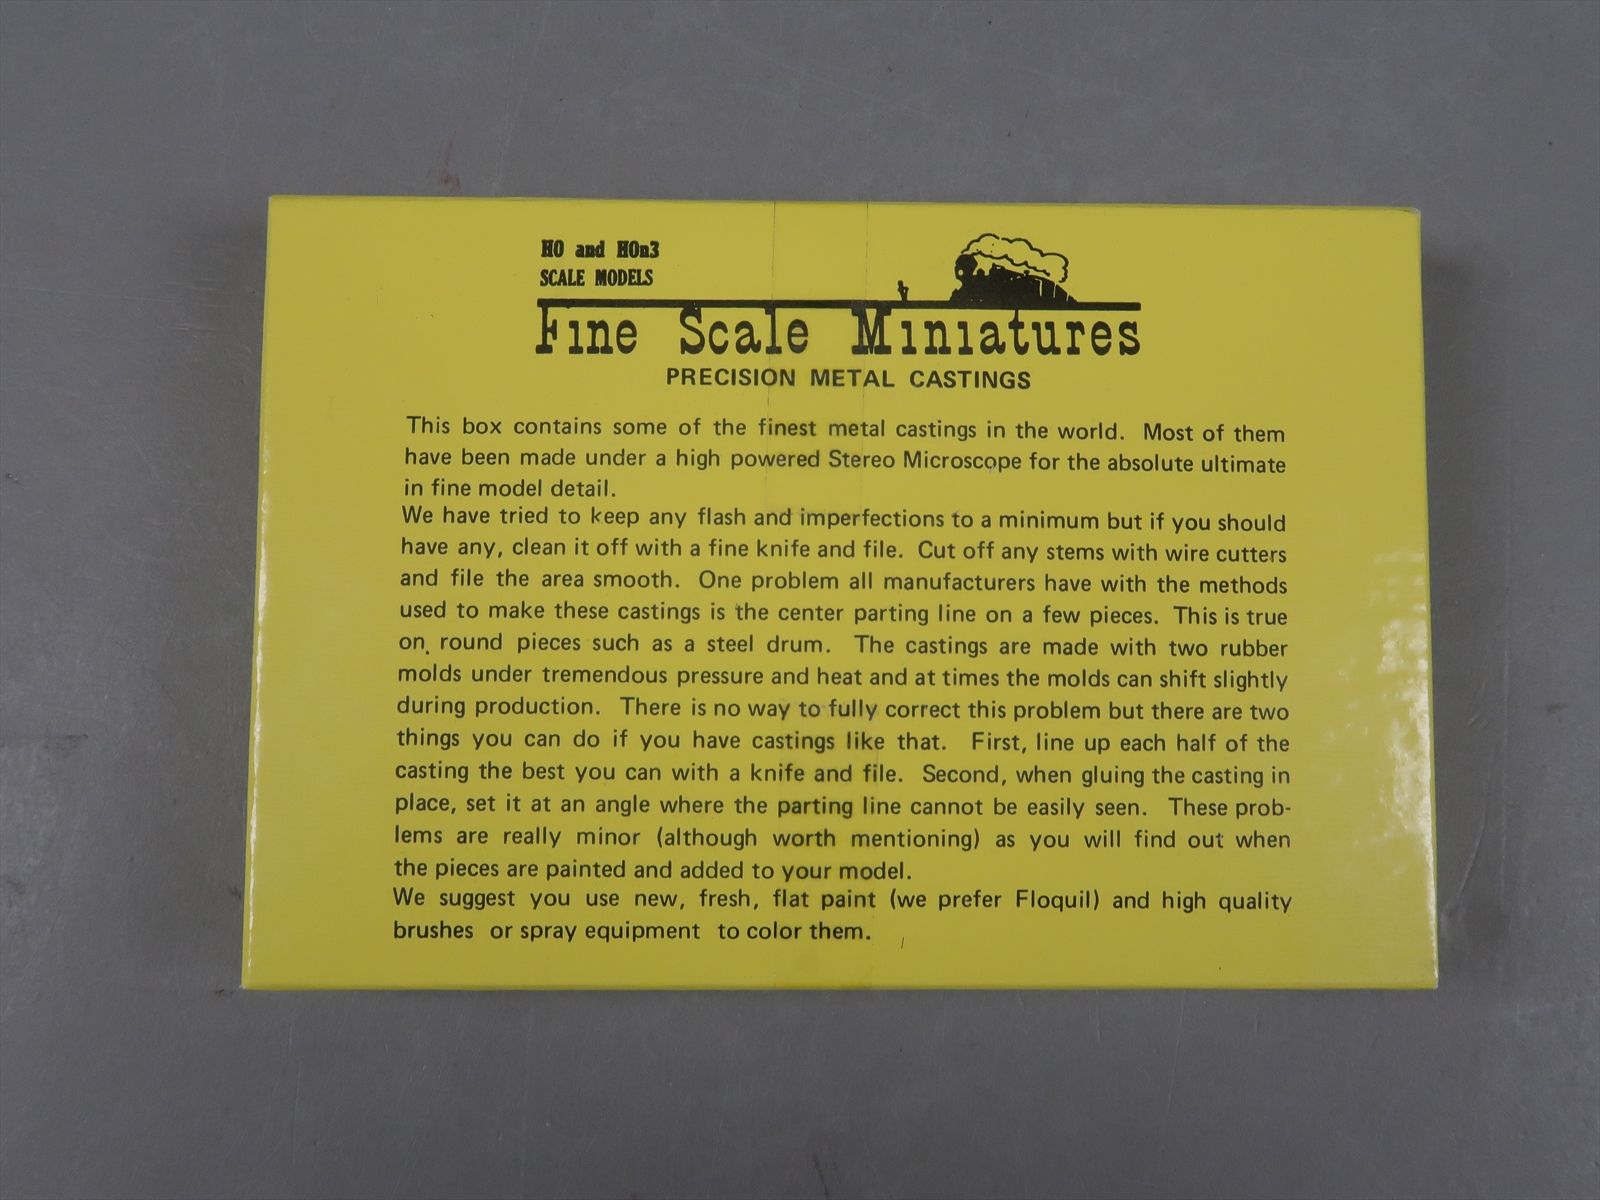 HO and HOn3
SCALE MODELS
Fine Scale Miniatures
PRECISION METAL CASTINGS
This box contains some of the finest metal castings in the world. Most of them
have been made under a high powered Stereo Microscope for the absolute ultimate
in fine model detail.
We have tried to keep any flash and imperfections to a minimum but if you should
have any, clean it off with a fine knife and file. Cut off any stems with wire cutters
and file the area smooth. One problem all manufacturers have with the methods
used to make these castings is the center parting line on a few pieces. This is true
on round pieces such as a steel drum. The castings are made with two rubber
molds under tremendous pressure and heat and at times the molds can shift slightly
during production. There is no way to fully correct this problem but there are two
things you can do if you have castings like that. First, line up each half of the
casting the best you can with a knife and file. Second, when gluing the casting in
place, set it at an angle where the parting line cannot be easily seen. These prob-
lems are really minor (although worth mentioning) as you will find out when
the pieces are painted and added to your model.
We suggest you use new, fresh, flat paint (we prefer Floquil) and high quality
brushes or spray equipment to color them.